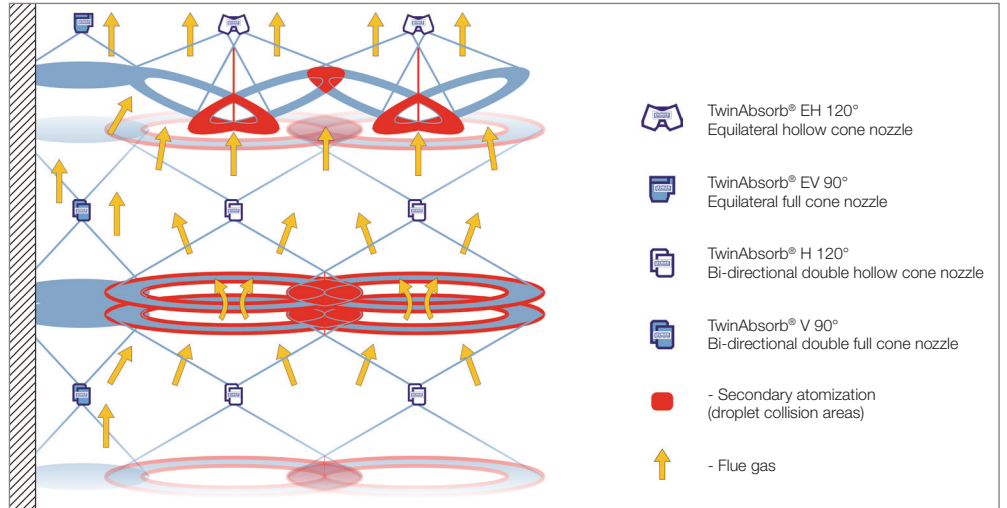 TwinAbsorb® EH 120°
Equilateral hollow cone nozzle
TwinAbsorb® EV 90°
Equilateral full cone nozzle
TwinAbsorb® H 120°
Bi-directional double hollow cone nozzle
TwinAbsorb® V 90°
Bi-directional double full cone nozzle
- Secondary atomization
(droplet collision areas)
- Flue gas